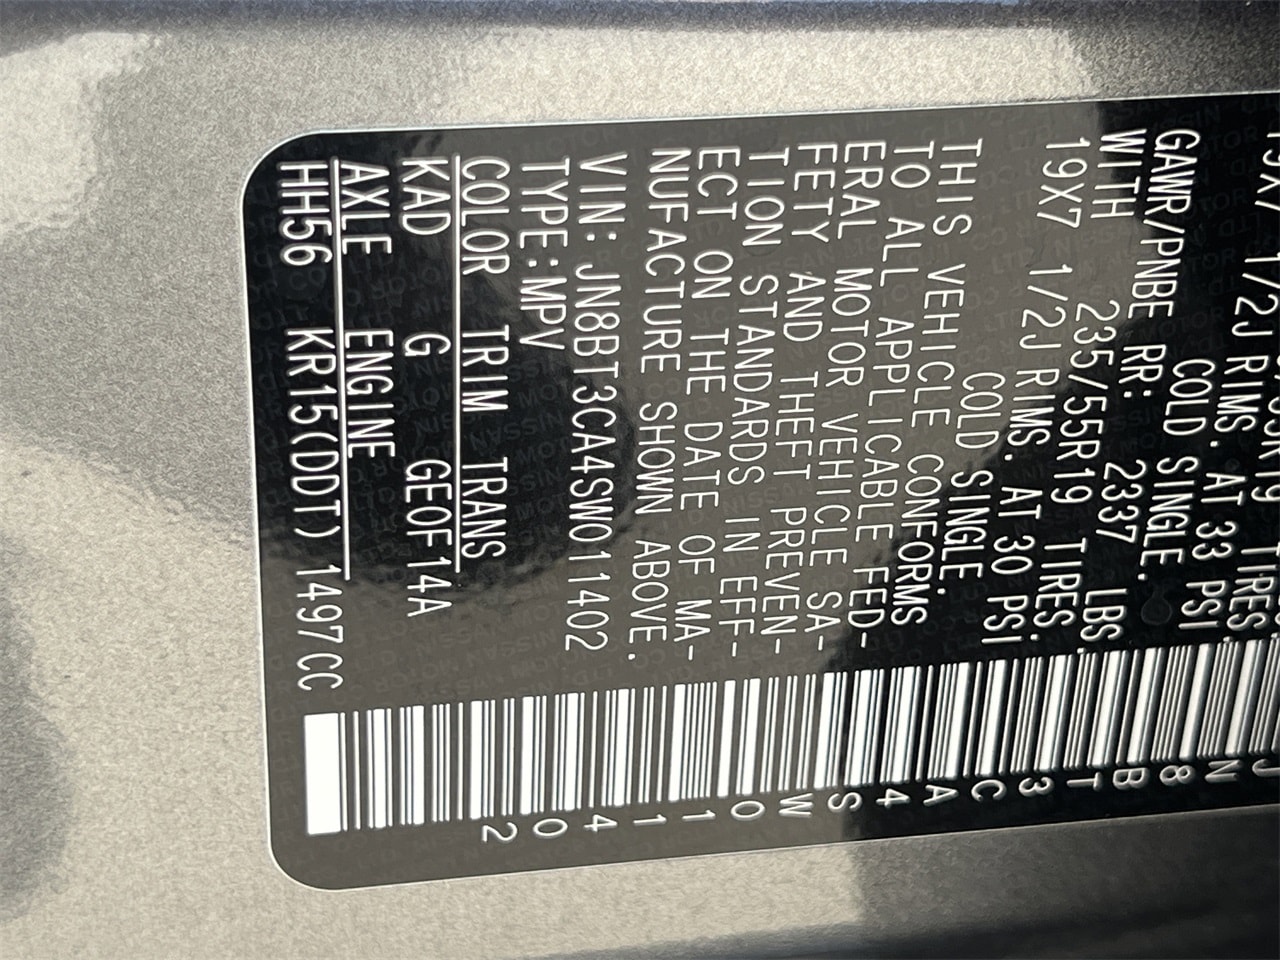 19X7 1/2J RIMS. AT 33 PSI
COLD SINGLE.
GAWR/PNBE RR: 2337 LBS.
WITH 235/55R19 TIRES.
19X7 1/2J RIMS. AT 30 PSI
COLD SINGLE.
THIS VEHICLE CONFORMS
TO ALL APPLICABLE FED-
ERAL MOTOR VEHICLE SA-
FETY AND THEFT PREVEN-
TION STANDARDS IN EFF-
ECT ON THE DATE OF MA-
NUFACTURE SHOWN ABOVE.
VIN: JN8BT3CA4SW011402
TYPE:MPV
COLOR TRIM TRANS
KAD G GE0F14A
AXLE ENGINE
HH56 KR15(DDT) 1497CC
JN8BT3CA4SW011402